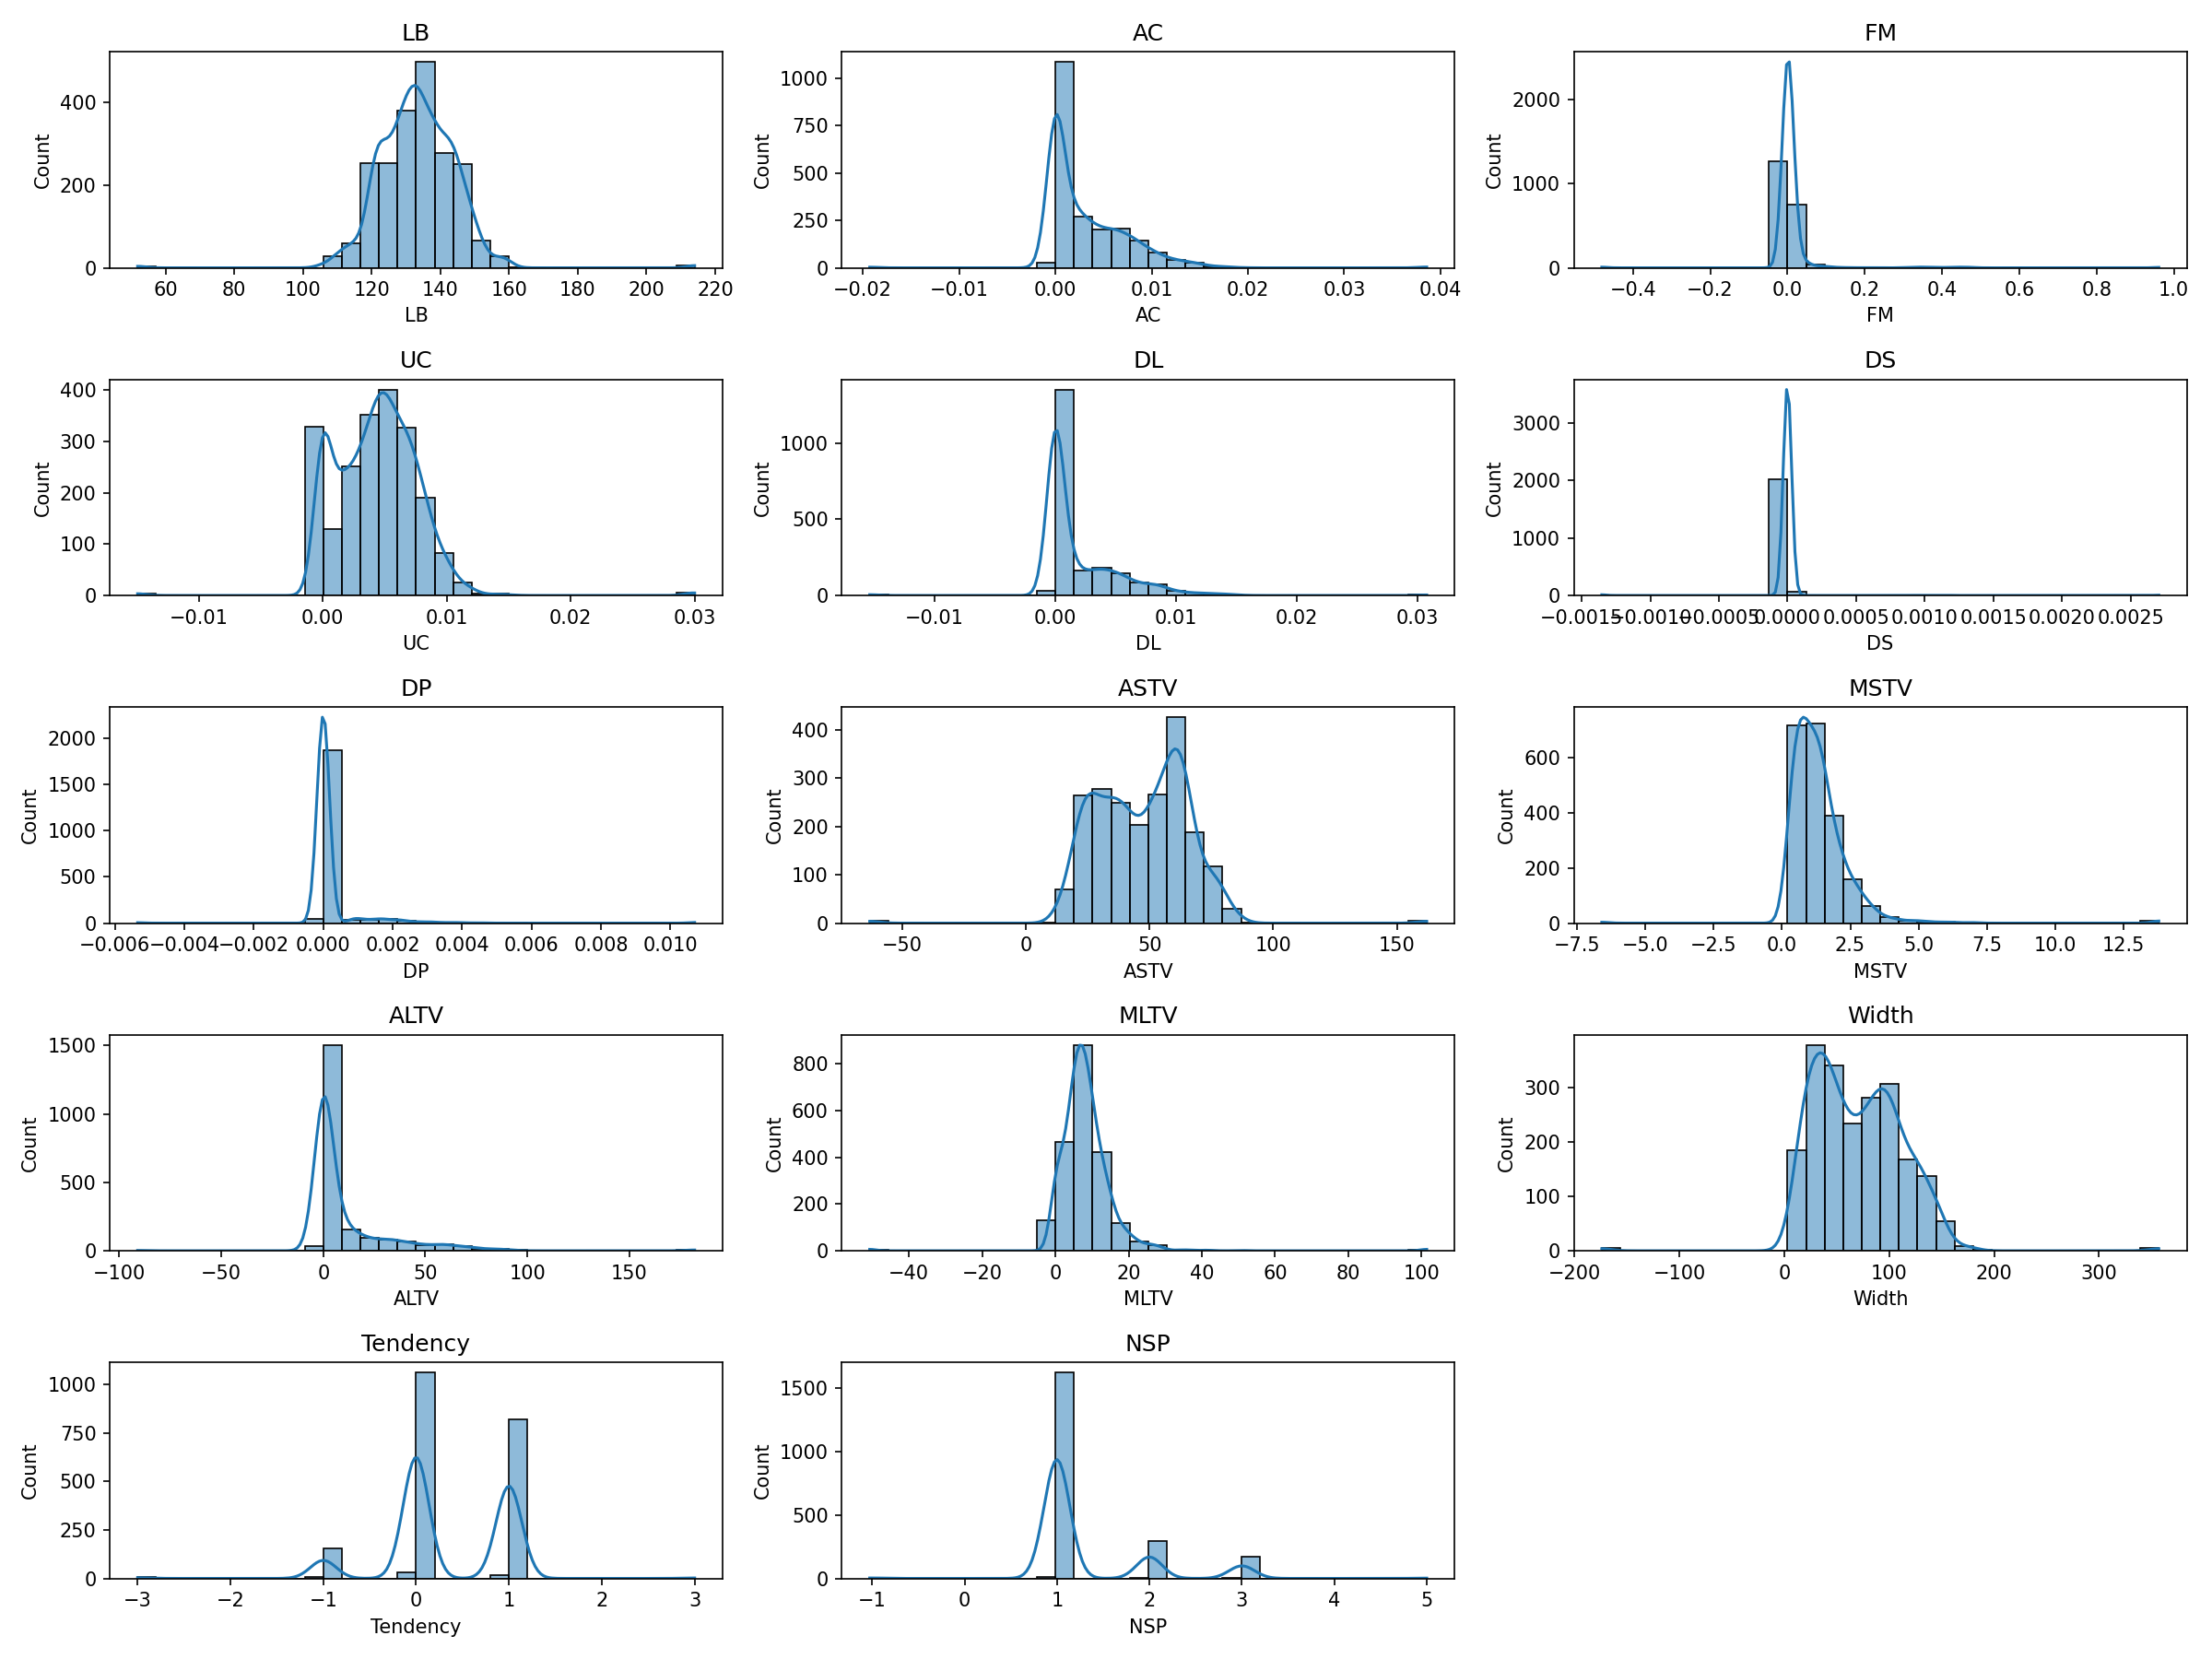 LB
AC
FM
Count
0
200
400
60 80 100 120 140 160 180 200 220
LB
Count
0
250
500
750
1000
−0.02 −0.01 0.00 0.01 0.02 0.03 0.04
AC
Count
0
1000
2000
−0.4 −0.2 0.0 0.2 0.4 0.6 0.8 1.0
FM
UC
DL
DS
Count
0
100
200
300
400
−0.01 0.00 0.01 0.02 0.03
UC
Count
0
500
1000
−0.01 0.00 0.01 0.02 0.03
DL
Count
0
1000
2000
3000
−0.0015 −0.0010 −0.0005 0.0000 0.0005 0.0010 0.0015 0.0020 0.0025
DS
DP
ASTV
MSTV
Count
0
500
1000
1500
2000
−0.006 −0.004 −0.002 0.000 0.002 0.004 0.006 0.008 0.010
DP
Count
0
100
200
300
400
−50 0 50 100 150
ASTV
Count
0
200
400
600
−7.5 −5.0 −2.5 0.0 2.5 5.0 7.5 10.0 12.5
MSTV
ALTV
MLTV
Width
Count
0
500
1000
1500
−100 −50 0 50 100 150
ALTV
Count
0
200
400
600
800
−40 −20 0 20 40 60 80 100
MLTV
Count
0
100
200
300
−200 −100 0 100 200 300
Width
Tendency
NSP
Count
0
250
500
750
1000
−3 −2 −1 0 1 2 3
Tendency
Count
0
500
1000
1500
−1 0 1 2 3 4 5
NSP